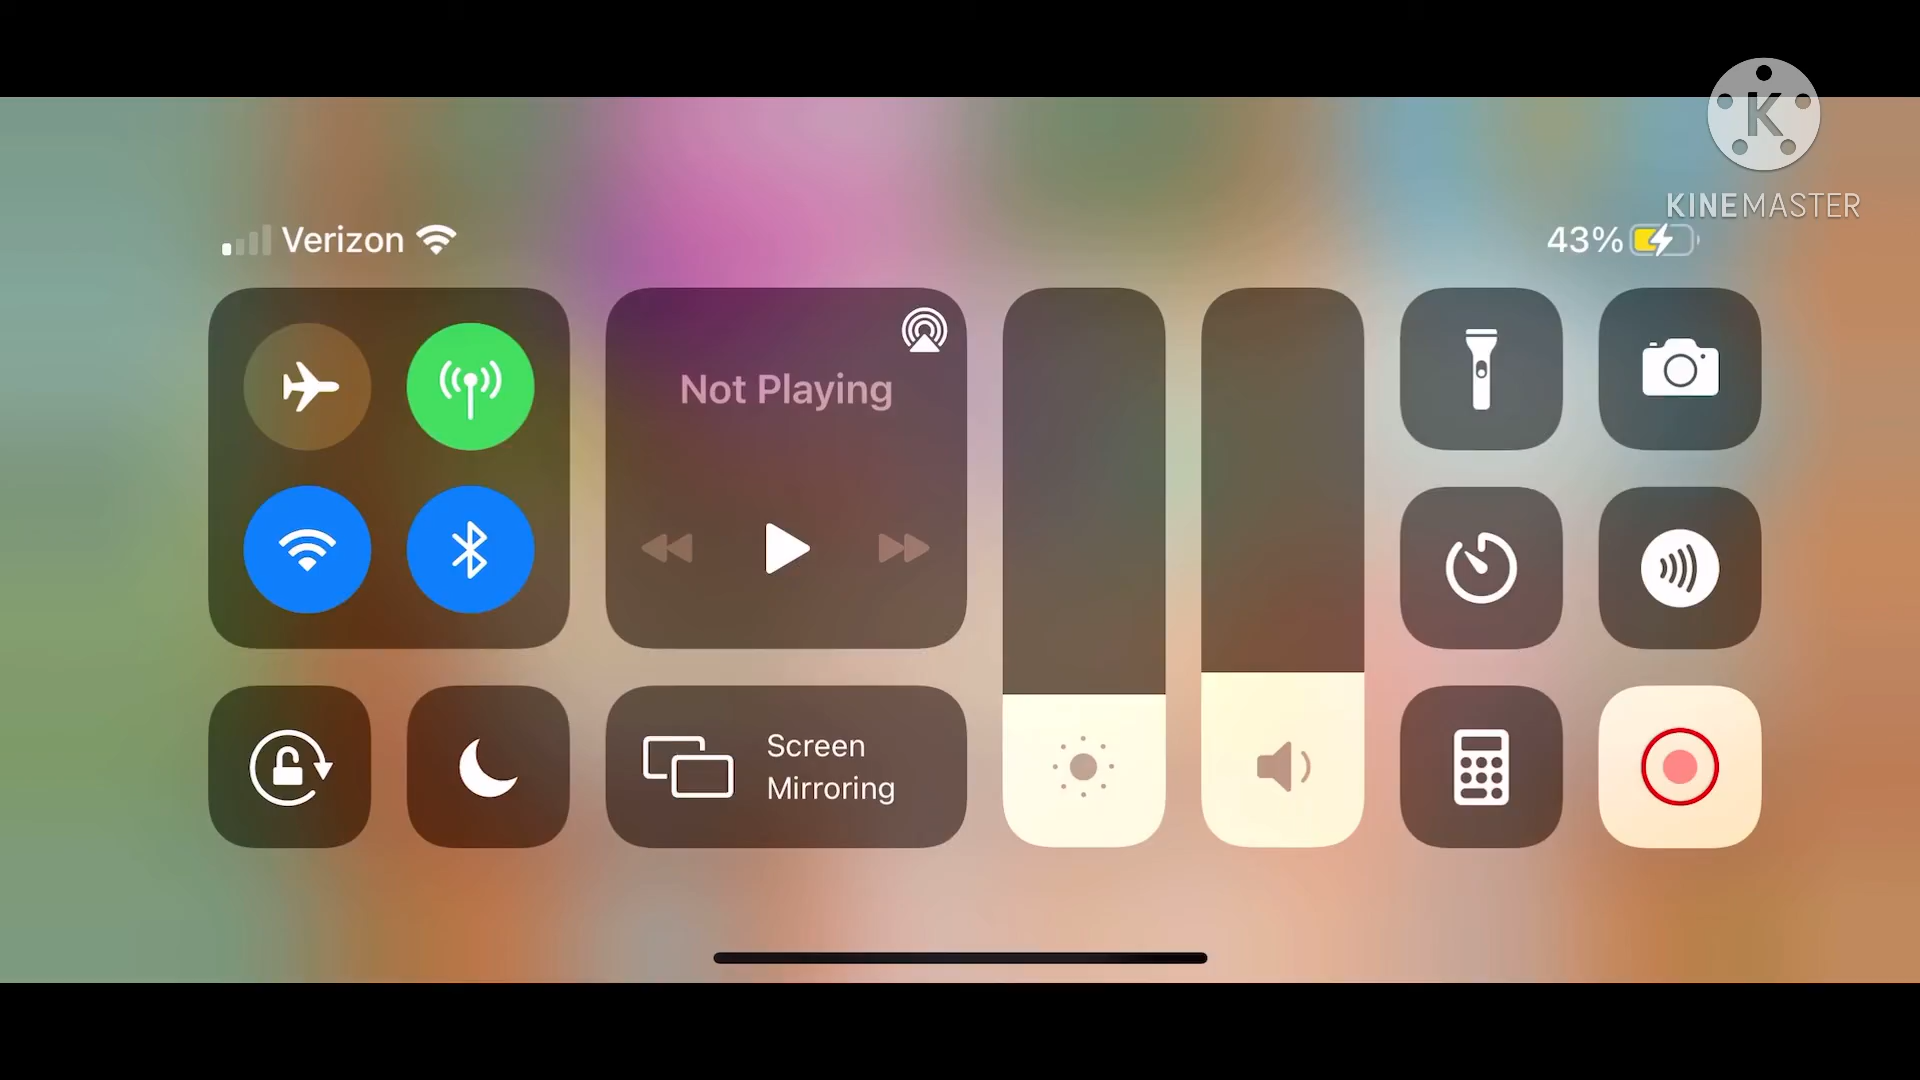 Verizon
43%
K
KINEMASTER
Not Playing
Screen
Mirroring